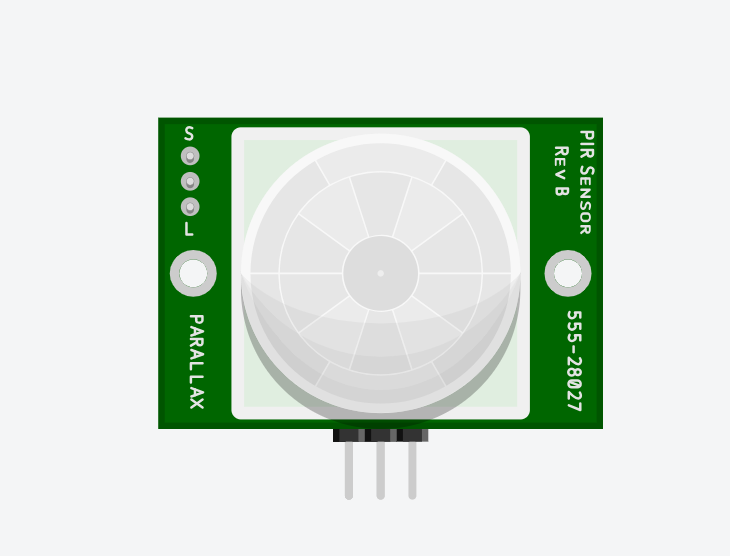 S
L
PARALLAX
PIR SENSOR
REV B
555-28027